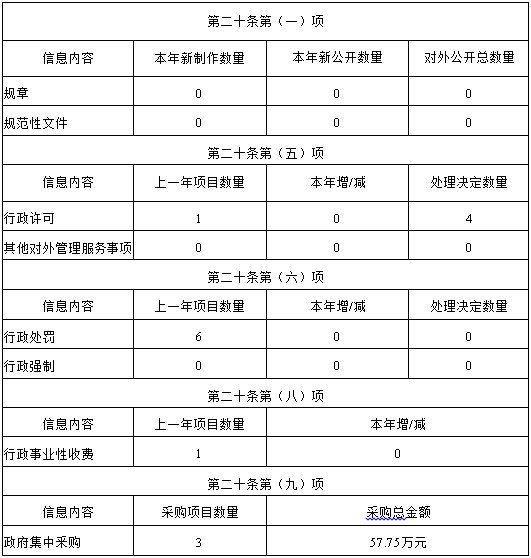 第二十条第（一）项
信息内容 本年新制作数量 本年新公开数量 对外公开总数量
规章 0 0 0
规范性文件 0 0 0
第二十条第（五）项
信息内容 上一年项目数量 本年增/减 处理决定数量
行政许可 1 0 4
其他对外管理服务事项 0 0 0
第二十条第（六）项
信息内容 上一年项目数量 本年增/减 处理决定数量
行政处罚 6 0 0
行政强制 0 0 0
第二十条第（八）项
信息内容 上一年项目数量 本年增/减
行政事业性收费 1 0
第二十条第（九）项
信息内容 采购项目数量 采购总金额
政府集中采购 3 57.75万元